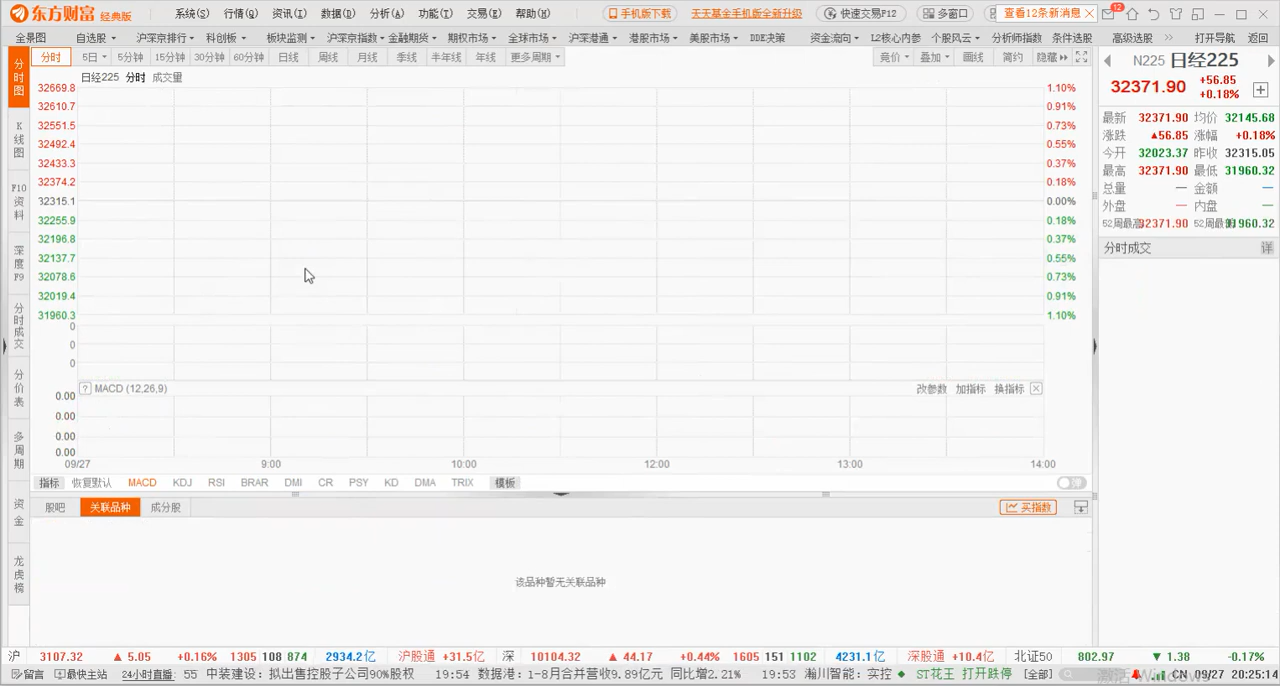 东方财富 经典版 系统(S) 行情(Q) 资讯(I) 数据(D) 分析(A) 功能(T) 交易(E) 帮助(H) 手机版下载 天天基金手机版全新升级 快速交易F12 多窗口 查看12条新消息 12
全景图 自选股 沪深京排行 科创板 板块监测 沪深京指数 金融期货 期权市场 全球市场 沪深港通 港股市场 美股市场 DDE决策 资金流向 L2核心内参 个股风云 分析师指数 条件选股 高级选股 >> 打开导航 返回
分时 5日 5分钟 15分钟 30分钟 60分钟 日线 周线 月线 季线 半年线 年线 更多周期 竞价 叠加 画线 简约 隐藏
分时图
K线图
F10资料
深度F9
分时成交
分价表
多周期
资金
龙虎榜
日经225 分时 成交量
32669.8 1.10%
32610.7 0.91%
32551.5 0.73%
32492.4 0.55%
32433.3 0.37%
32374.2 0.18%
32315.1 0.00%
32255.9 0.18%
32196.8 0.37%
32137.7 0.55%
32078.6 0.73%
32019.4 0.91%
31960.3 1.10%
0
0
0
? MACD (12,26,9) 改参数 加指标 换指标
0.00
0.00
0.00
0.00
09/27 9:00 10:00 12:00 13:00 14:00
指标 恢复默认 MACD KDJ RSI BRAR DMI CR PSY KD DMA TRIX 模板 弹
股吧 关联品种 成分股 买指数
该品种暂无关联品种
N225 日经225
32371.90 +56.85
+0.18%
最新 32371.90 均价 32145.68
涨跌 ▲56.85 涨幅 +0.18%
今开 32023.37 昨收 32315.05
最高 32371.90 最低 31960.32
总量 — 金额 —
外盘 — 内盘 —
52周最高32371.90 52周最 31960.32
分时成交 详
沪 3107.32 ▲ 5.05 +0.16% 1305 108 874 2934.2亿 沪股通 +31.5亿 深 10104.32 ▲ 44.17 +0.44% 1605 151 1102 4231.1亿 深股通 +10.4亿 北证50 802.97 ▼ 1.38 -0.17%
留言 最快主站 24小时直播: 55 中装建设：拟出售控股子公司90%股权 19:54 数据港：1-8月合并营收9.89亿元 同比增2.21% 19:53 瀚川智能：实控 ◆ ST花王 打开跌停 [全部] CN 09/27 20:25:14
激活 Windows